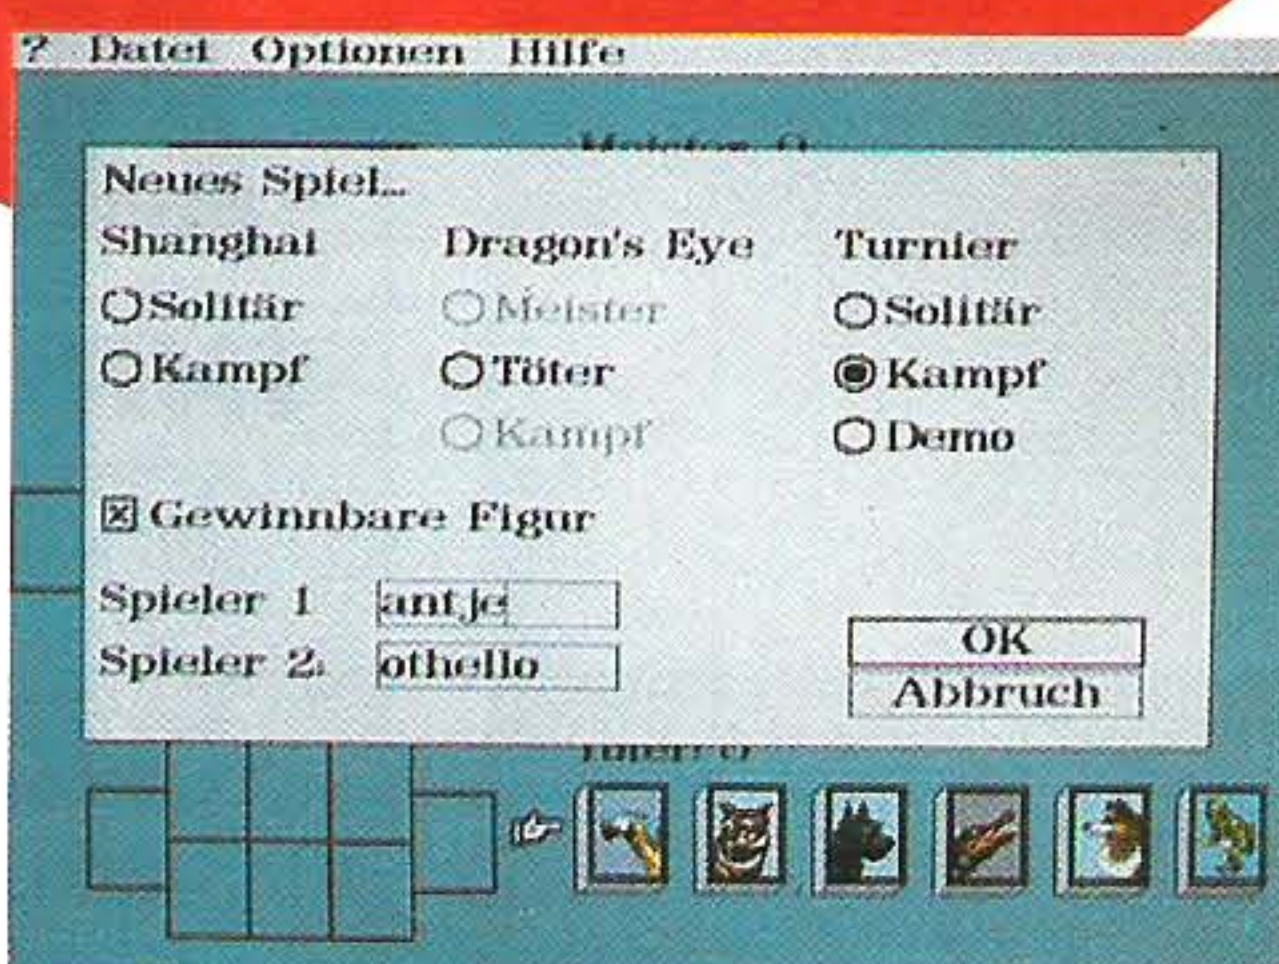 ? Datei Optionen Hilfe
Neues Spiel...
Shanghai Dragon's Eye Turnier
Solitär Meister Solitär
Kampf Töter Kampf
Kampf Demo
Gewinnbare Figur
Spieler 1 antje
Spieler 2: othello
OK
Abbruch